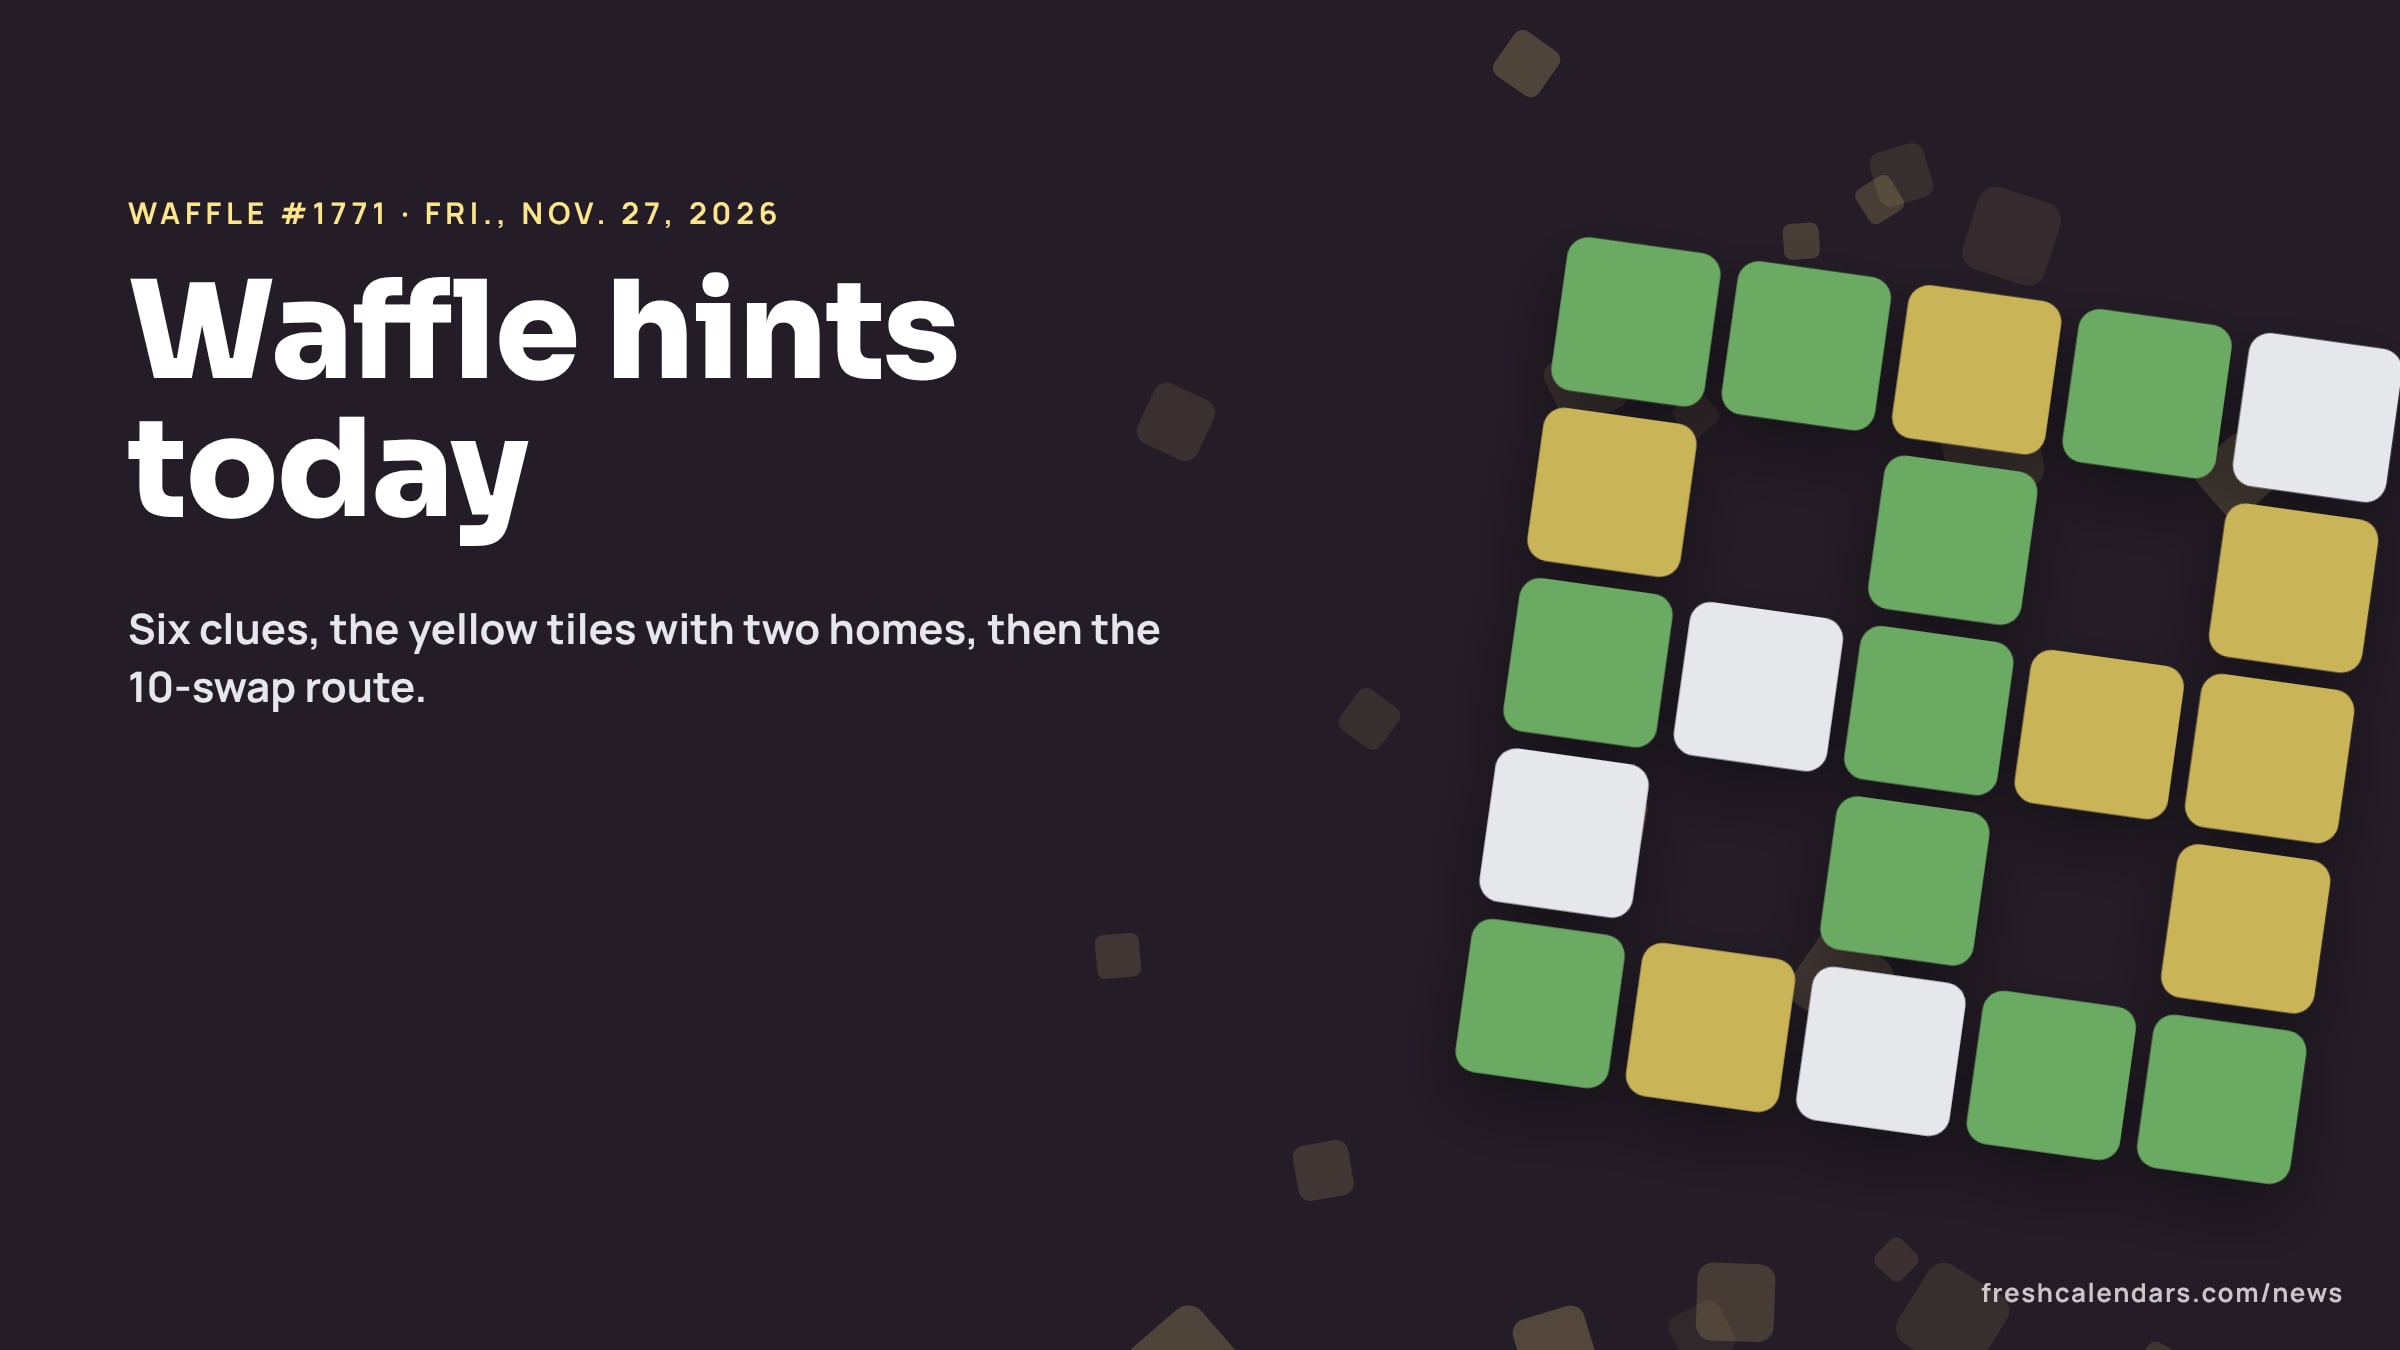 WAFFLE #1771 · FRI., NOV. 27, 2026
Waffle hints
today
Six clues, the yellow tiles with two homes, then the
10-swap route.
freshcalendars.com/news